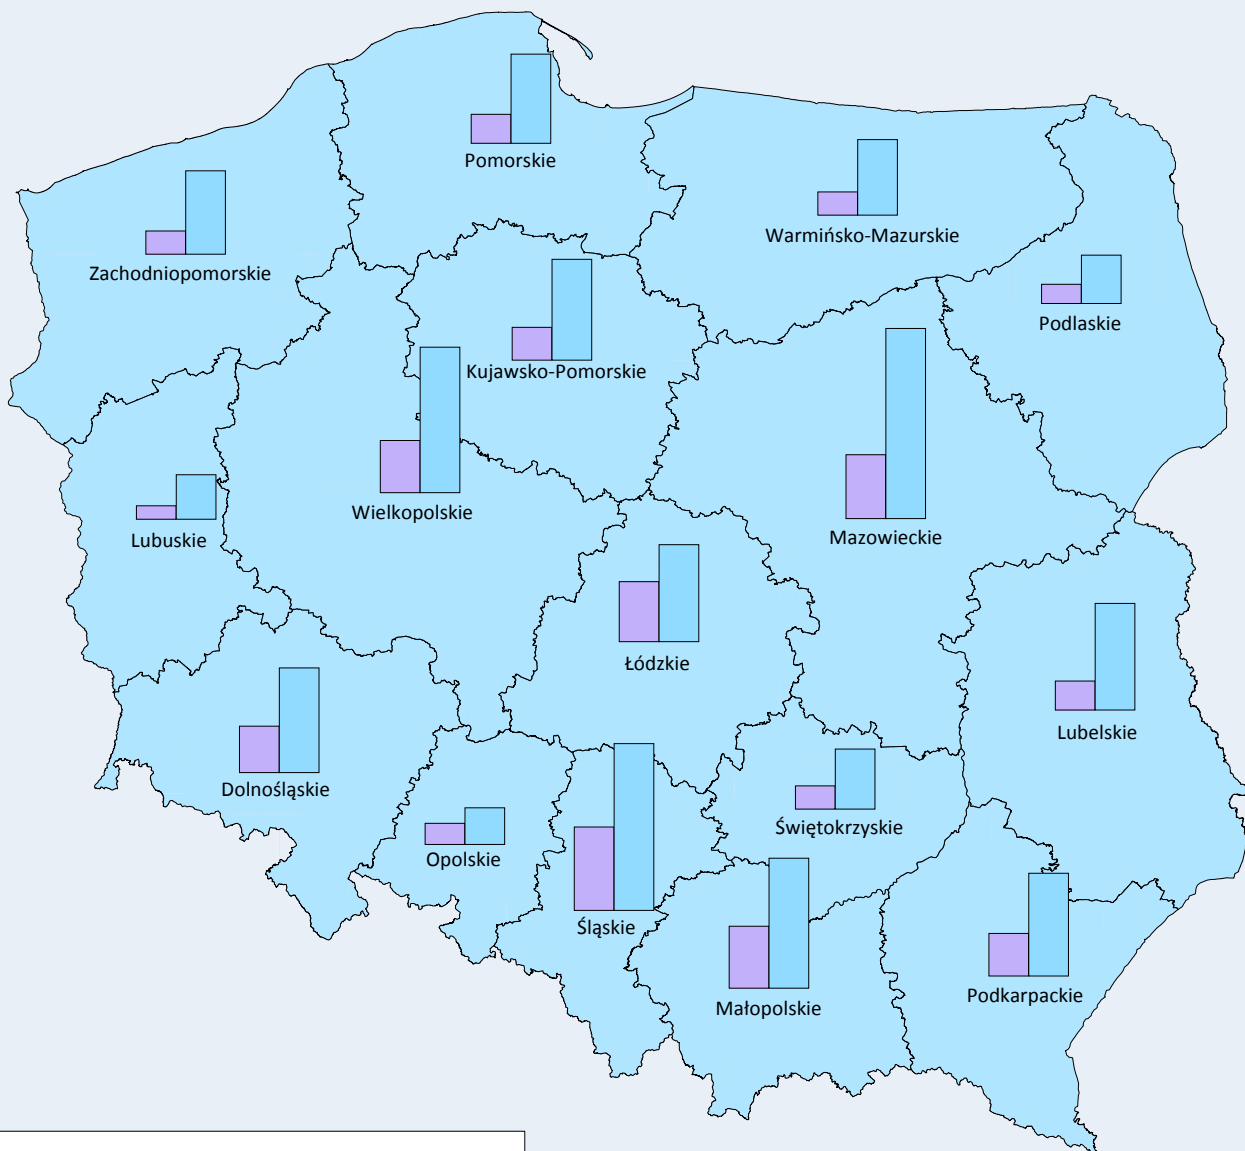 Pomorskie
Warmińsko-Mazurskie
Zachodniopomorskie
Podlaskie
Kujawsko-Pomorskie
Wielkopolskie
Mazowieckie
Lubuskie
Łódzkie
Lubelskie
Dolnośląskie
Świętokrzyskie
Opolskie
Śląskie
Podkarpackie
Małopolskie